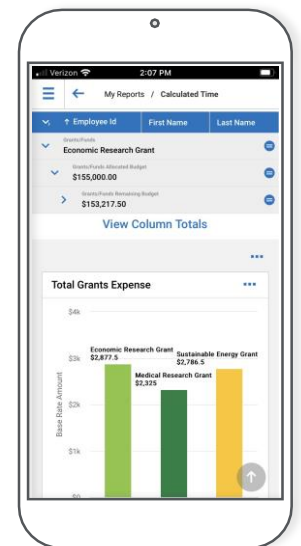 Verizon 2:07 PM
My Reports / Calculated Time
↑ Employee Id First Name Last Name
Grants/Funds
Economic Research Grant
Grants/Funds Allocated Budget
$155,000.00
Grants/Funds Remaining Budget
$153,217.50
View Column Totals
Total Grants Expense
$4k
Economic Research Grant
$2,877.5
Sustainable Energy Grant
$2,786.5
$3k
Medical Research Grant
$2,325
Base Rate Amount
$2k
$1k
$0